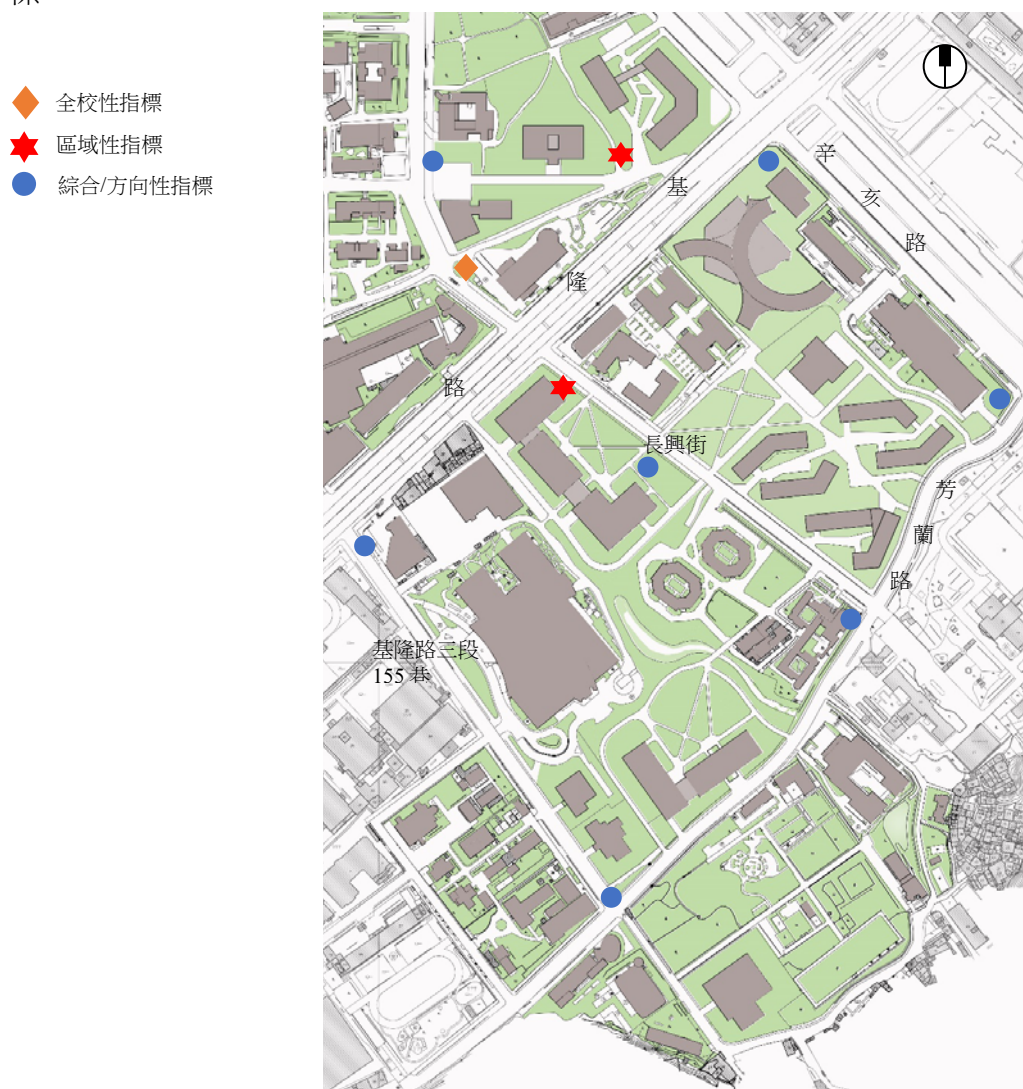 全校性指標
區域性指標
綜合/方向性指標
辛
亥
路
基
隆
路
長興街
芳
蘭
路
基隆路三段
155 巷